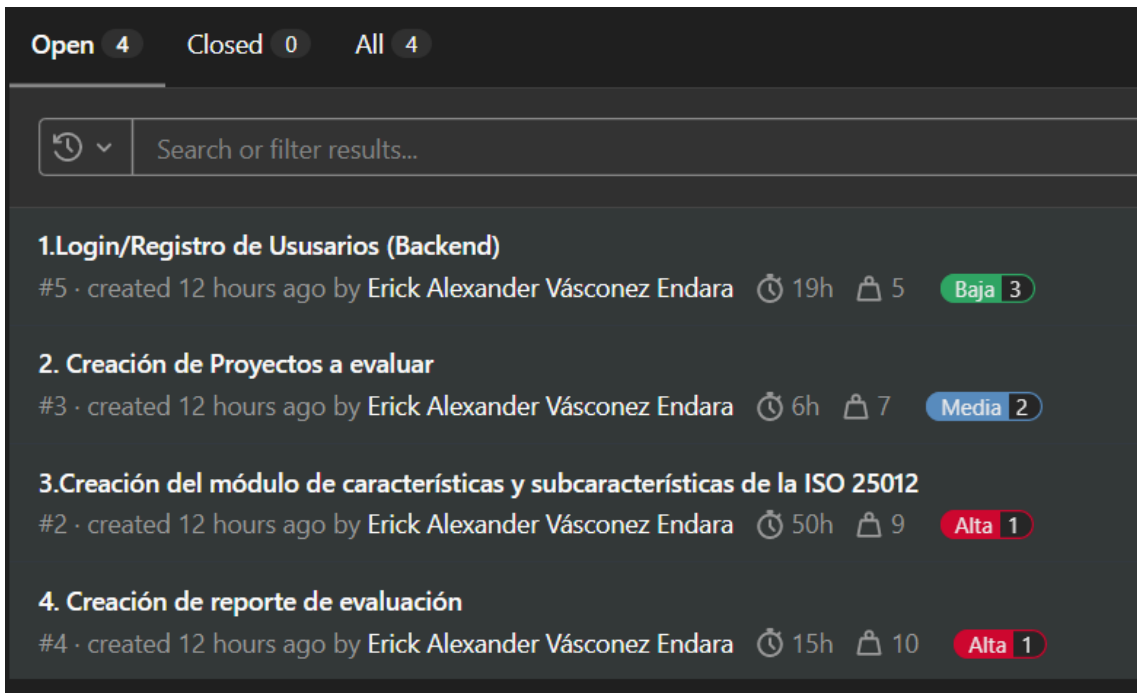 Open 4 Closed 0 All 4
Search or filter results...
1.Login/Registro de Ususarios (Backend)
#5 · created 12 hours ago by Erick Alexander Vásconez Endara 19h 5 Baja 3
2. Creación de Proyectos a evaluar
#3 · created 12 hours ago by Erick Alexander Vásconez Endara 6h 7 Media 2
3.Creación del módulo de características y subcaracterísticas de la ISO 25012
#2 · created 12 hours ago by Erick Alexander Vásconez Endara 50h 9 Alta 1
4. Creación de reporte de evaluación
#4 · created 12 hours ago by Erick Alexander Vásconez Endara 15h 10 Alta 1